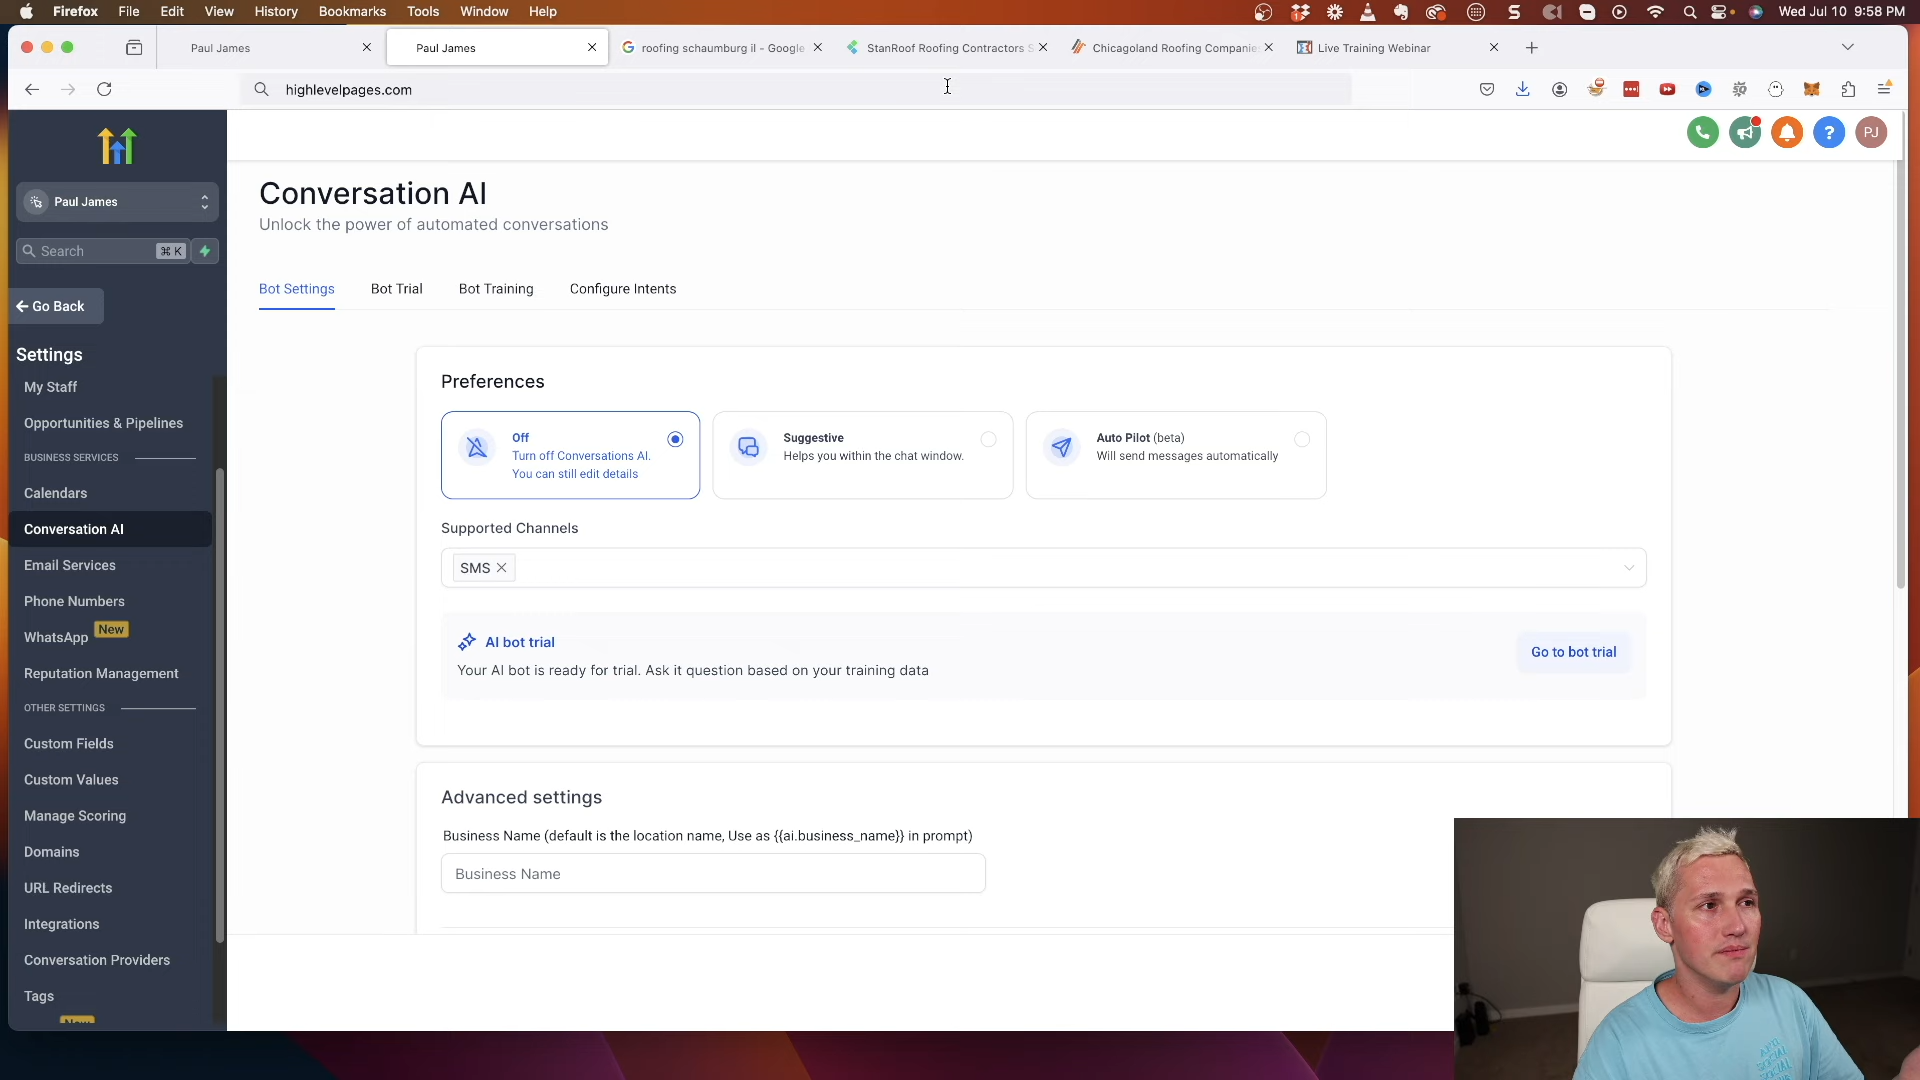 Firefox File Edit View History Bookmarks Tools Window Help Wed Jul 10 9:58 PM
Paul James Paul James roofing schaumburg il - Google StanRoof Roofing Contractors S Chicagoland Roofing Companie Live Training Webinar
highlevelpages.com
PJ
Paul James
Search ⌘ K
Go Back
Settings
My Staff
Opportunities & Pipelines
BUSINESS SERVICES
Calendars
Conversation AI
Email Services
Phone Numbers
WhatsApp New
Reputation Management
OTHER SETTINGS
Custom Fields
Custom Values
Manage Scoring
Domains
URL Redirects
Integrations
Conversation Providers
Tags
New
Conversation AI
Unlock the power of automated conversations
Bot Settings Bot Trial Bot Training Configure Intents
Preferences
Off
Turn off Conversations AI.
You can still edit details
Suggestive
Helps you within the chat window.
Auto Pilot (beta)
Will send messages automatically
Supported Channels
SMS
AI bot trial
Your AI bot is ready for trial. Ask it question based on your training data
Go to bot trial
Advanced settings
Business Name (default is the location name, Use as {{ai.business_name}} in prompt)
Business Name